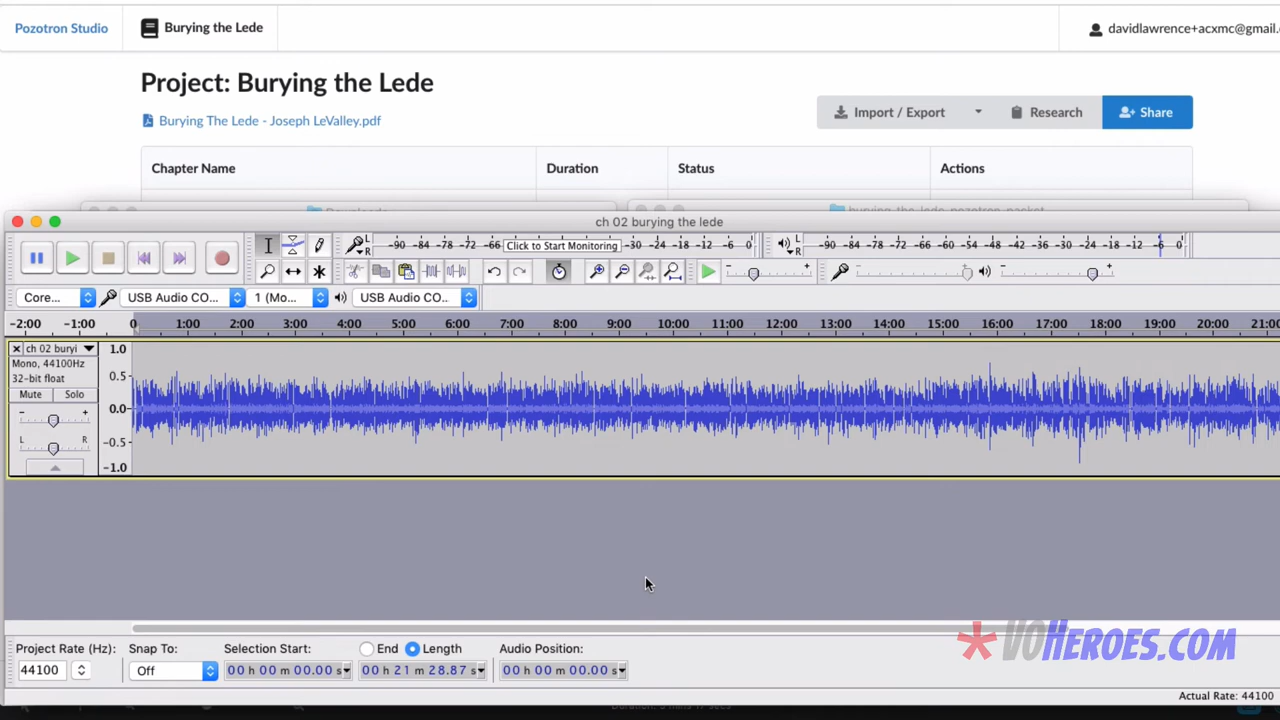 Pozotron Studio
Burying the Lede
davidlawrence+acxmc@gmail.
Project: Burying the Lede
Burying The Lede - Joseph LeValley.pdf
Import / Export
Research
Share
Chapter Name Duration Status Actions
Downloads
burying-the-lede-pozotron-packet
ch 02 burying the lede
L R -90 -84 -78 -72 -66 Click to Start Monitoring -30 -24 -18 -12 -6 0
L R -90 -84 -78 -72 -66 -60 -54 -48 -42 -36 -30 -24 -18 -12 -6 0
Core... USB Audio CO... 1 (Mo... USB Audio CO...
-2:00 -1:00 0 1:00 2:00 3:00 4:00 5:00 6:00 7:00 8:00 9:00 10:00 11:00 12:00 13:00 14:00 15:00 16:00 17:00 18:00 19:00 20:00 21:00
ch 02 buryi
Mono, 44100Hz
32-bit float
Mute Solo
- +
L R
1.0
0.5
0.0
-0.5
-1.0
Project Rate (Hz): Snap To: Selection Start: End Length Audio Position:
44100 Off 00 h 00 m 00.00 s 00 h 21 m 28.87 s 00 h 00 m 00.00 s
VOHEROES.COM
Actual Rate: 44100